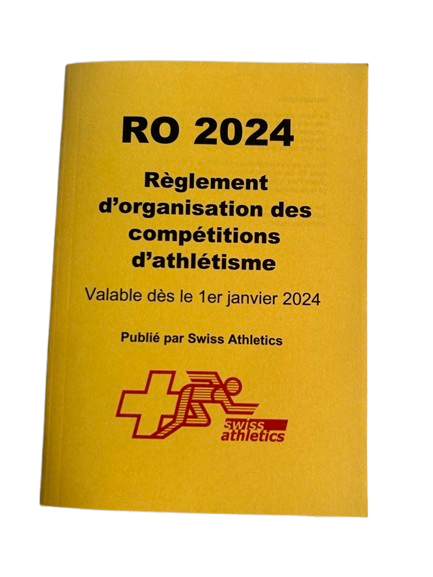 RO 2024
Règlement
d'organisation des
compétitions
d'athlétisme
Valable dès le 1er janvier 2024
Publié par Swiss Athletics
swiss
athletics